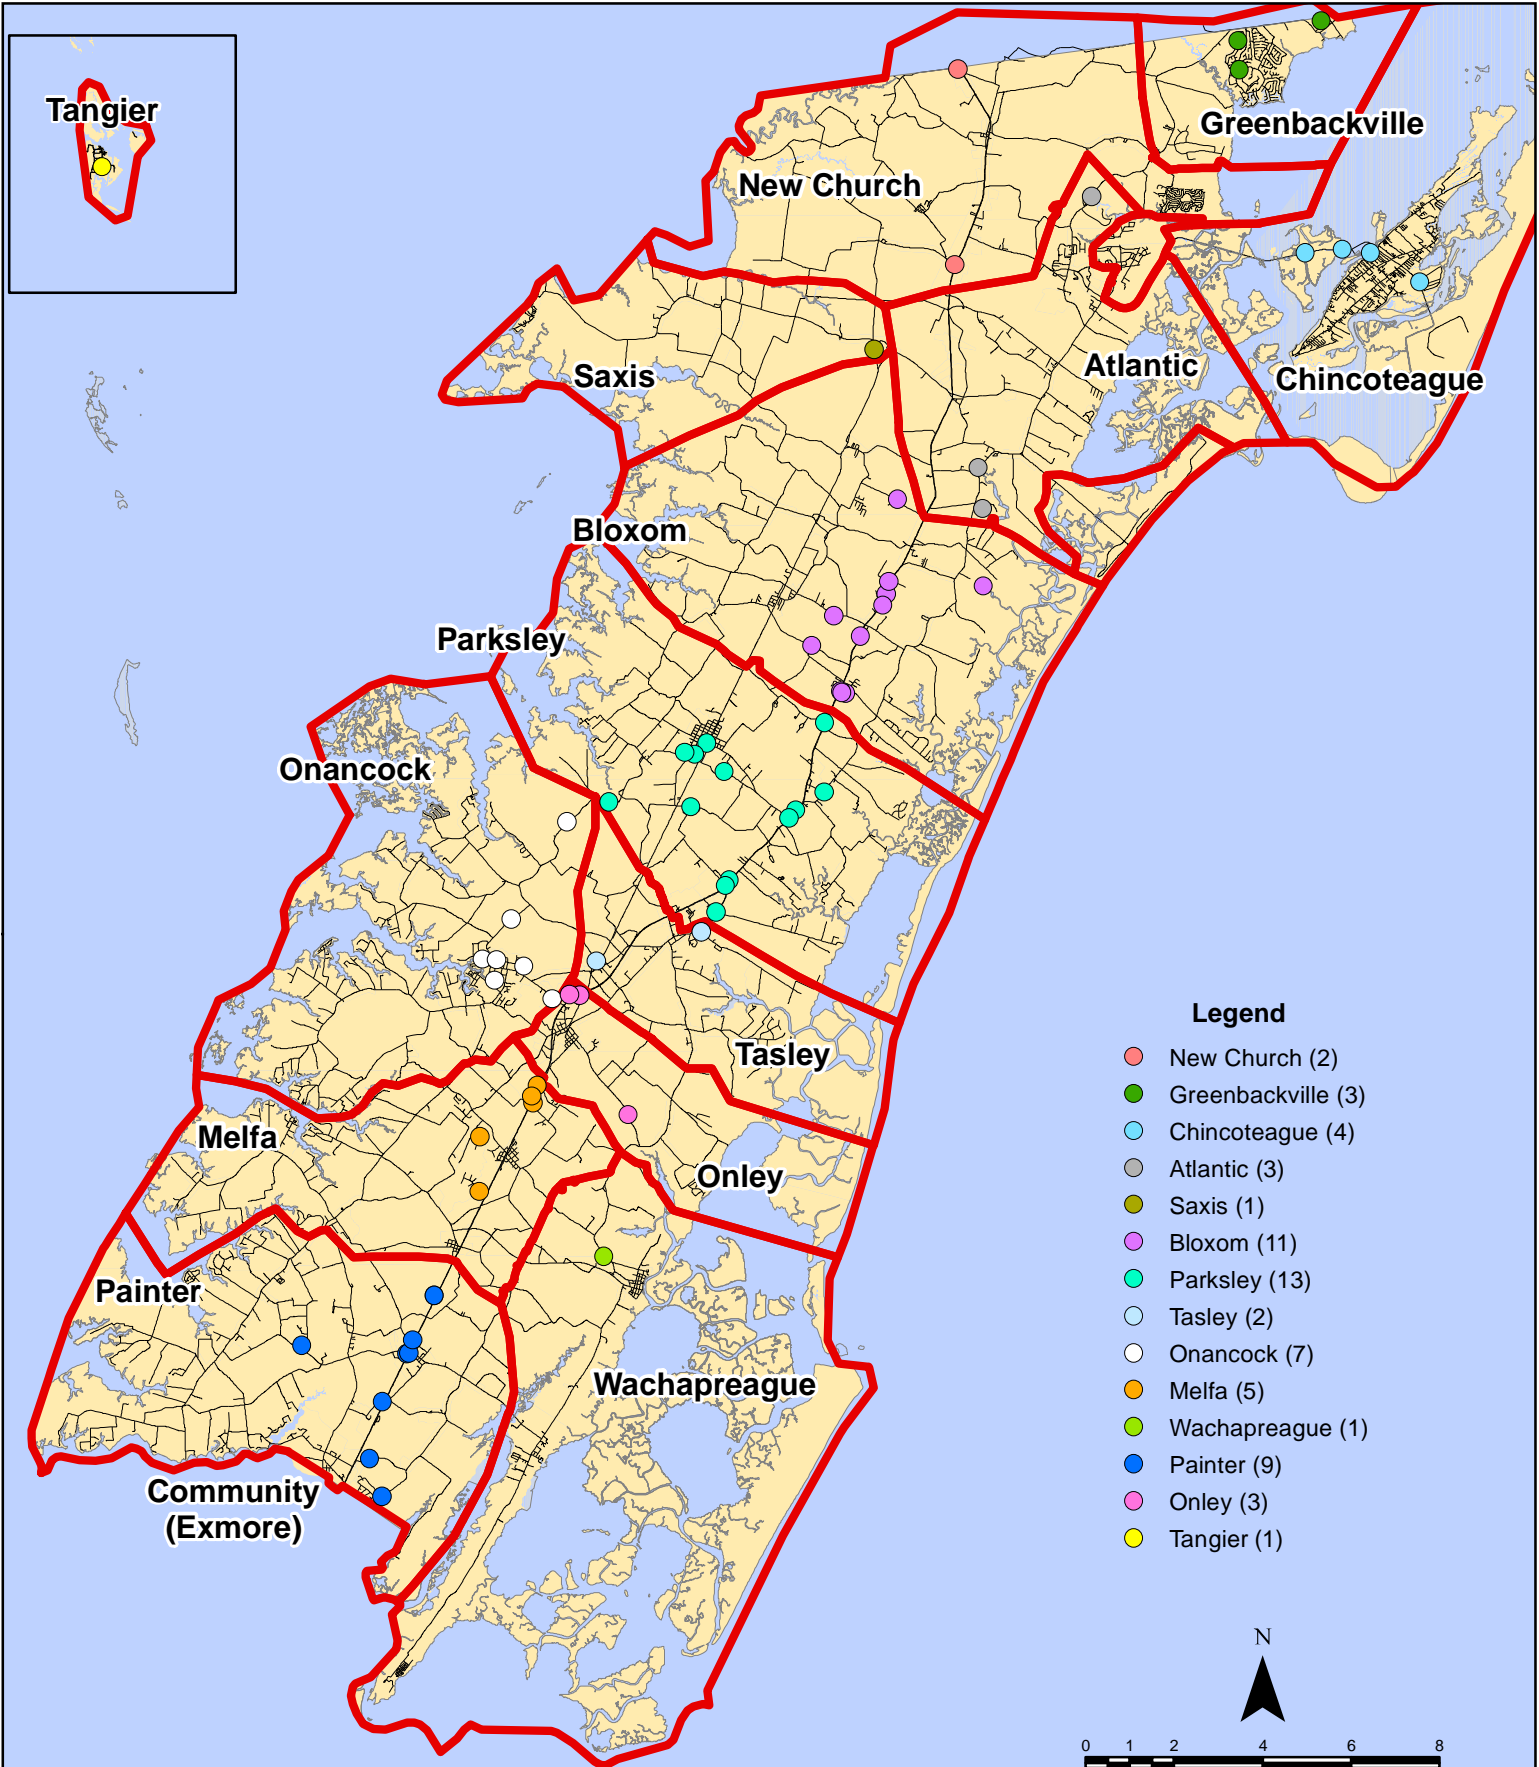 Tangier
Greenbackville
New Church
Saxis
Atlantic
Chincoteague
Bloxom
Parksley
Onancock
Tasley
Melfa
Onley
Painter
Wachapreague
Community
(Exmore)
Legend
New Church (2)
Greenbackville (3)
Chincoteague (4)
Atlantic (3)
Saxis (1)
Bloxom (11)
Parksley (13)
Tasley (2)
Onancock (7)
Melfa (5)
Wachapreague (1)
Painter (9)
Onley (3)
Tangier (1)
N
0 1 2 4 6 8